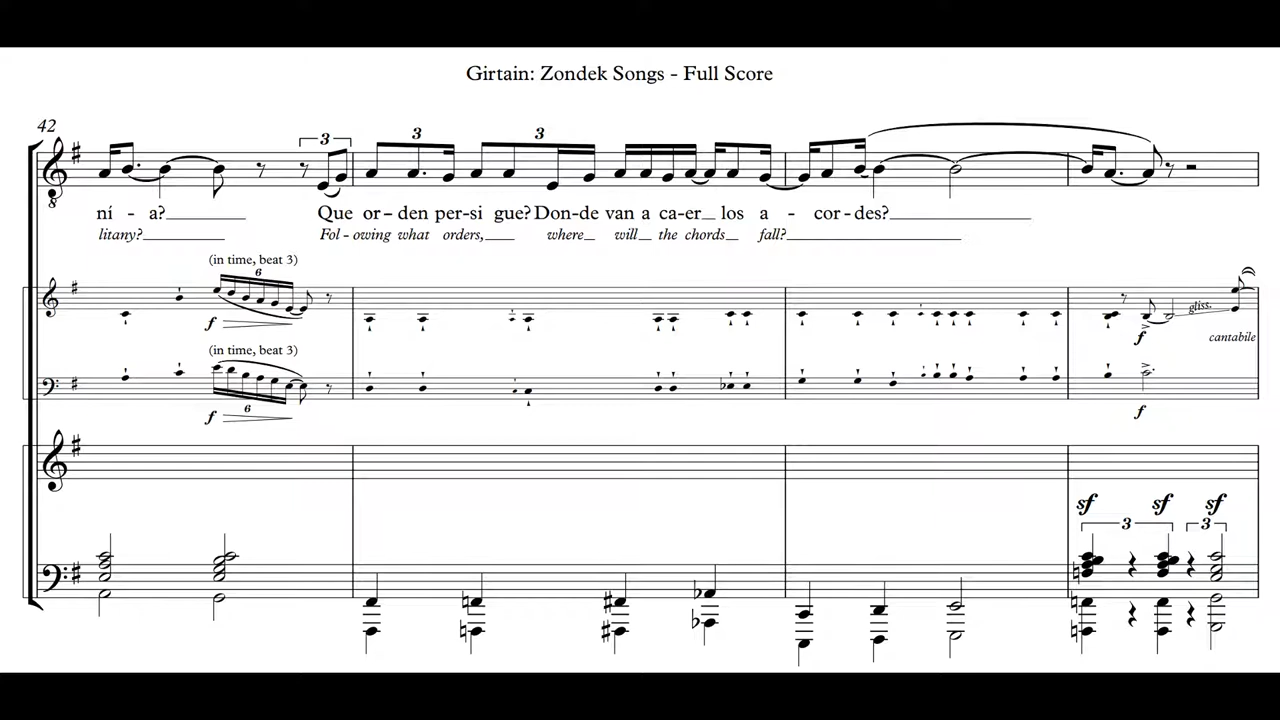 Girtain: Zondek Songs - Full Score
42
3
3
3
ní - a? Que or - den per-si gue? Don-de van a ca-er los a - cor-des?
litany? Fol-owing what orders, where will the chords fall?
(in time, beat 3)
6
f
gliss.
f
cantabile
(in time, beat 3)
6
f
f
sf sf sf
3 3